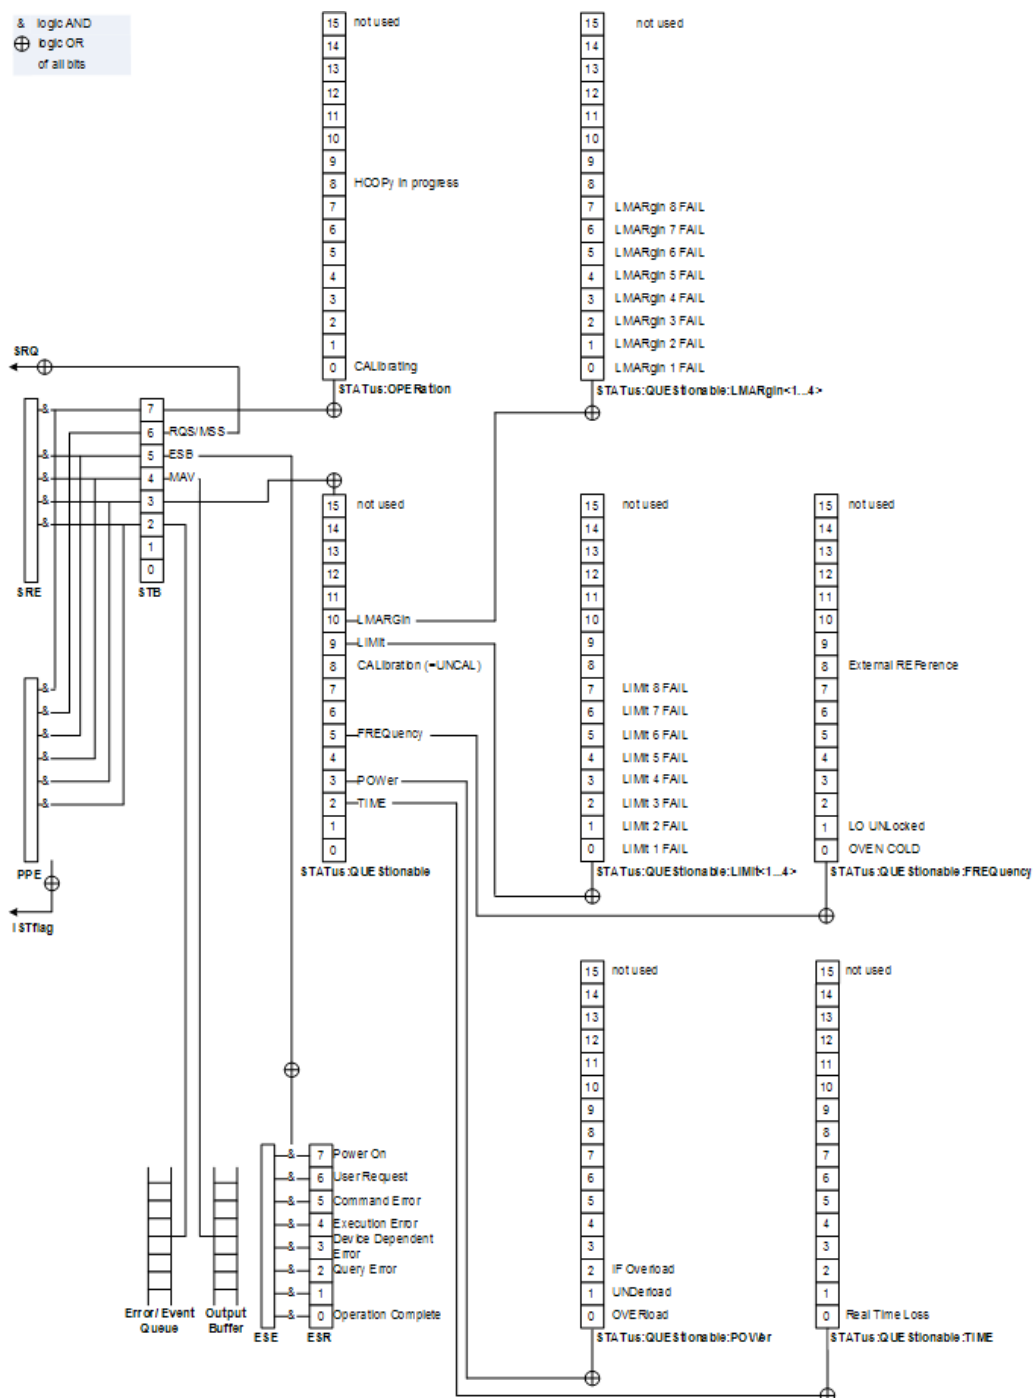 & logic AND
⊕ logic OR
of all bits
15 not used
14
13
12
11
10
9
8 HCOPy in progress
7
6
5
4
3
2
1
0 CALibrating
STATus:OPERation
15 not used
14
13
12
11
10
9
8
7 LMARgin 8 FAIL
6 LMARgin 7 FAIL
5 LMARgin 6 FAIL
4 LMARgin 5 FAIL
3 LMARgin 4 FAIL
2 LMARgin 3 FAIL
1 LMARgin 2 FAIL
0 LMARgin 1 FAIL
STATus:QUEStionable:LMARgin<1...4>
SRQ
&
&
&
&
&
SRE
7
6 RQS/MSS
5 ESB
4 MAV
3
2
1
0
STB
&
&
&
&
&
&
PPE
ISTflag
15 not used
14
13
12
11
10 LMARGin
9 LIMit
8 CALibration (=UNCAL)
7
6
5 FREQuency
4
3 POWer
2 TIME
1
0
STATus:QUEStionable
15 not used
14
13
12
11
10
9
8
7 LIMit 8 FAIL
6 LIMit 7 FAIL
5 LIMit 6 FAIL
4 LIMit 5 FAIL
3 LIMit 4 FAIL
2 LIMit 3 FAIL
1 LIMit 2 FAIL
0 LIMit 1 FAIL
STATus:QUEStionable:LIMit<1...4>
15 not used
14
13
12
11
10
9
8 External REFerence
7
6
5
4
3
2
1 LO UNLocked
0 OVEN COLD
STATus:QUEStionable:FREQuency
Error/Event
Queue
Output
Buffer
ESE
& 7 Power On
& 6 User Request
& 5 Command Error
& 4 Execution Error
& 3 Device Dependent
Error
& 2 Query Error
& 1
& 0 Operation Complete
ESR
15 not used
14
13
12
11
10
9
8
7
6
5
4
3
2 IF Overload
1 UNDerload
0 OVERload
STATus:QUEStionable:POWer
15 not used
14
13
12
11
10
9
8
7
6
5
4
3
2
1
0 Real Time Loss
STATus:QUEStionable:TIME